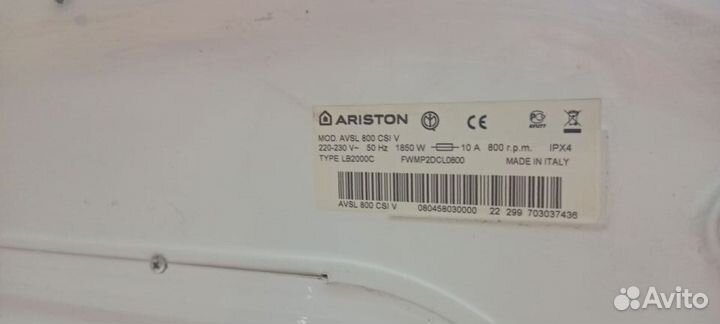 ARISTON
MOD. AVSL 800 CSI V
220-230 V~ 50 Hz 1850 W 10 A 800 r.p.m. IPX4
TYPE LB2000C FWMP2DCL0800 MADE IN ITALY
AVSL 800 CSI V 080458030000 22 299 703037436
Avito